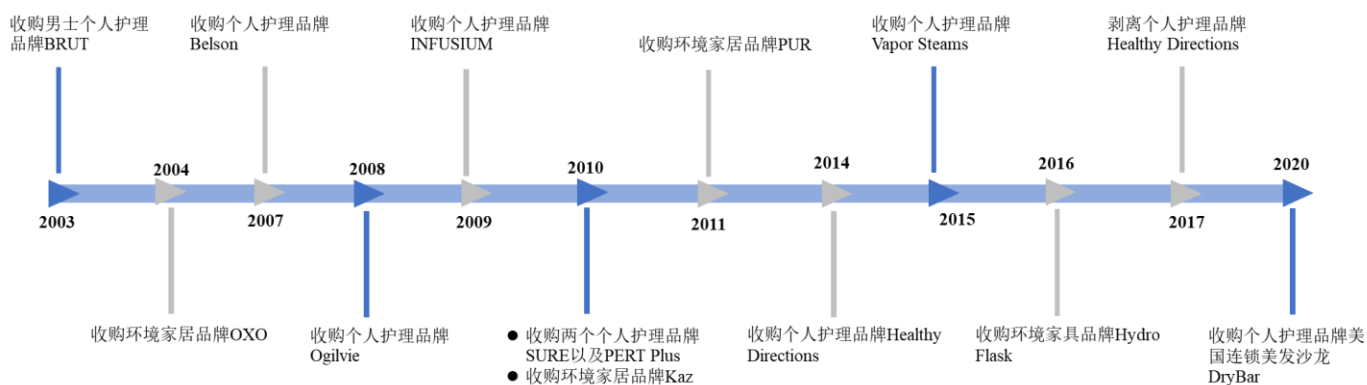 收购男士个人护理
品牌BRUT
收购个人护理品牌
Belson
收购个人护理品牌
INFUSIUM
收购环境家居品牌PUR
收购个人护理品牌
Vapor Steams
剥离个人护理品牌
Healthy Directions
2004
2008
2010
2014
2016
2020
2003
2007
2009
2011
2015
2017
收购环境家居品牌OXO
收购个人护理品牌
Ogilvie
● 收购两个个人护理品牌
SURE以及PERT Plus
● 收购环境家居品牌Kaz
收购个人护理品牌Healthy
Directions
收购环境家具品牌Hydro
Flask
收购个人护理品牌美
国连锁美发沙龙
DryBar